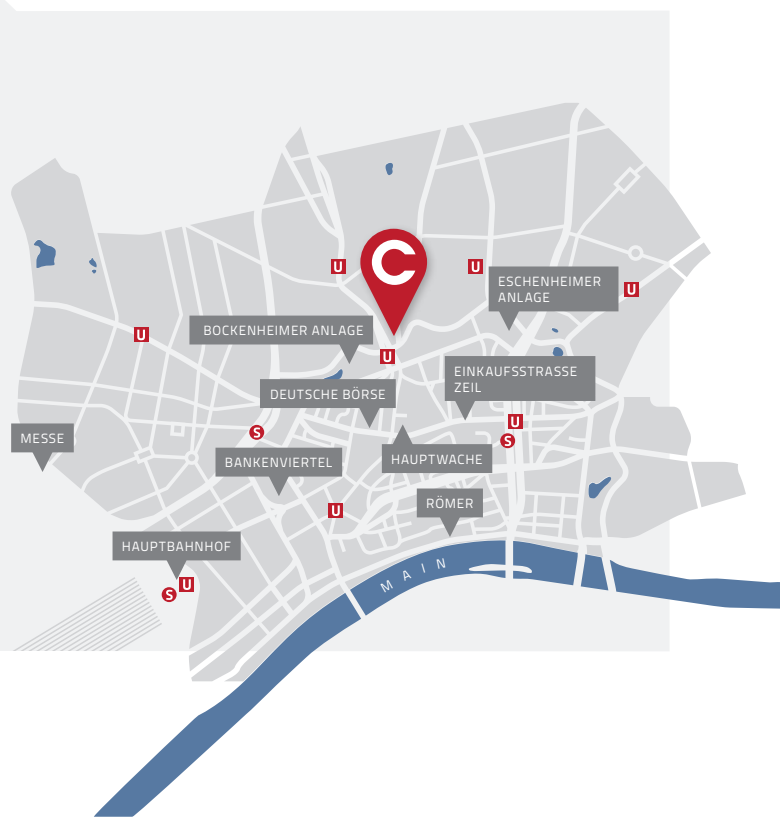 U
C
U
ESCHENHEIMER
ANLAGE
U
BOCKENHEIMER ANLAGE
U
U
EINKAUFSSTRASSE
ZEIL
DEUTSCHE BÖRSE
U
S
S
MESSE
BANKENVIERTEL
HAUPTWACHE
RÖMER
U
HAUPTBAHNHOF
MAIN
U
S